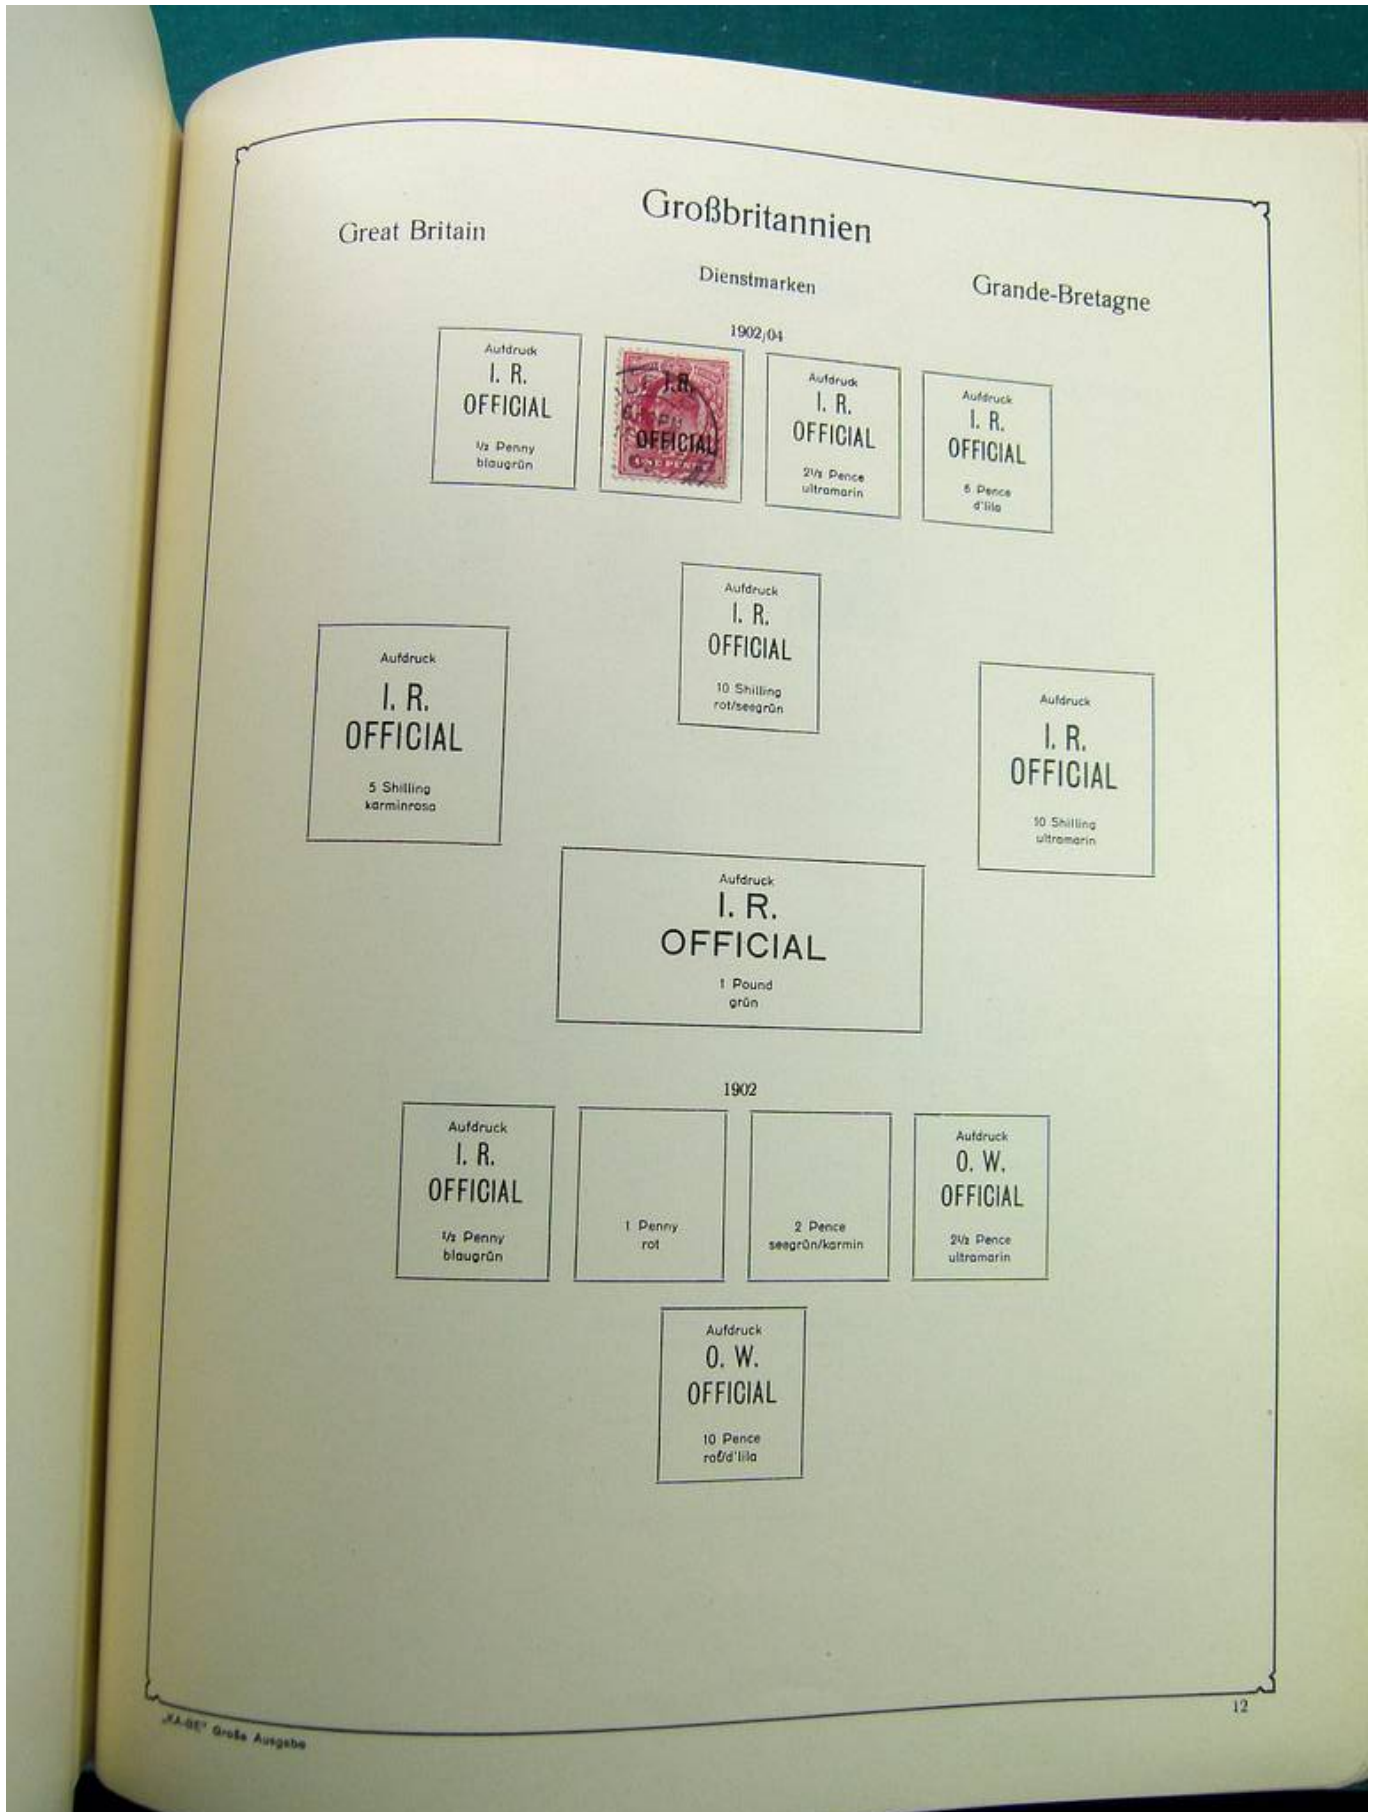 Großbritannien
Great Britain
Dienstmarken
Grande-Bretagne
1902/04
Aufdruck
I. R.
OFFICIAL
½ Penny
blaugrün
I.R.
OFFICIAL
ONE PENNY
Aufdruck
I. R.
OFFICIAL
2½ Pence
ultramarin
Aufdruck
I. R.
OFFICIAL
6 Pence
d'lila
Aufdruck
I. R.
OFFICIAL
10 Shilling
rot/seegrün
Aufdruck
I. R.
OFFICIAL
5 Shilling
karminrosa
Aufdruck
I. R.
OFFICIAL
10 Shilling
ultramarin
Aufdruck
I. R.
OFFICIAL
1 Pound
grün
1902
Aufdruck
I. R.
OFFICIAL
½ Penny
blaugrün
1 Penny
rot
2 Pence
seegrün/karmin
Aufdruck
O. W.
OFFICIAL
2½ Pence
ultramarin
Aufdruck
O. W.
OFFICIAL
10 Pence
rot/d'lila
12
„KA-BE" Große Ausgabe